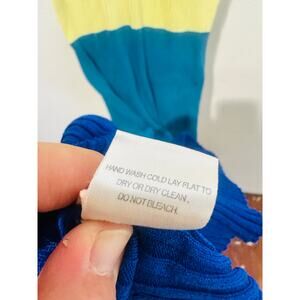 HAND WASH COLD LAY FLAT TO
DRY OR DRY CLEAN.
DO NOT BLEACH.